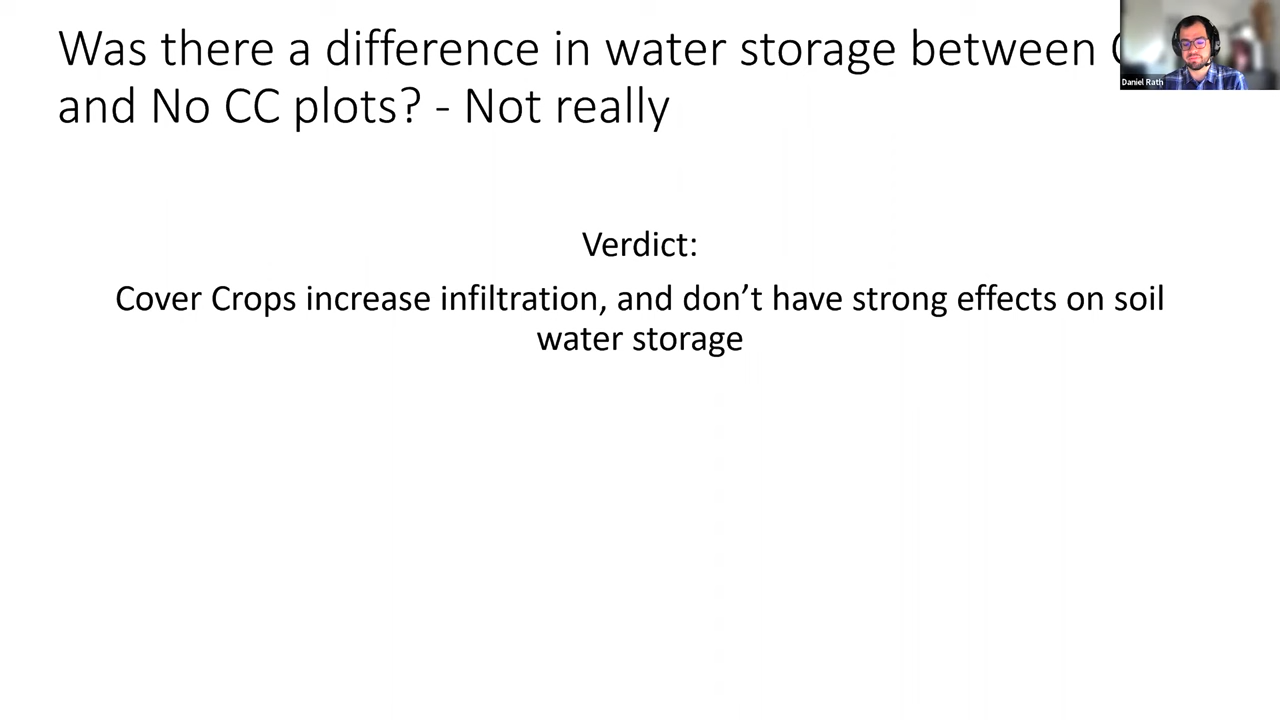 Was there a difference in water storage between
and No CC plots? - Not really
Daniel Rath
Verdict:
Cover Crops increase infiltration, and don’t have strong effects on soil
water storage